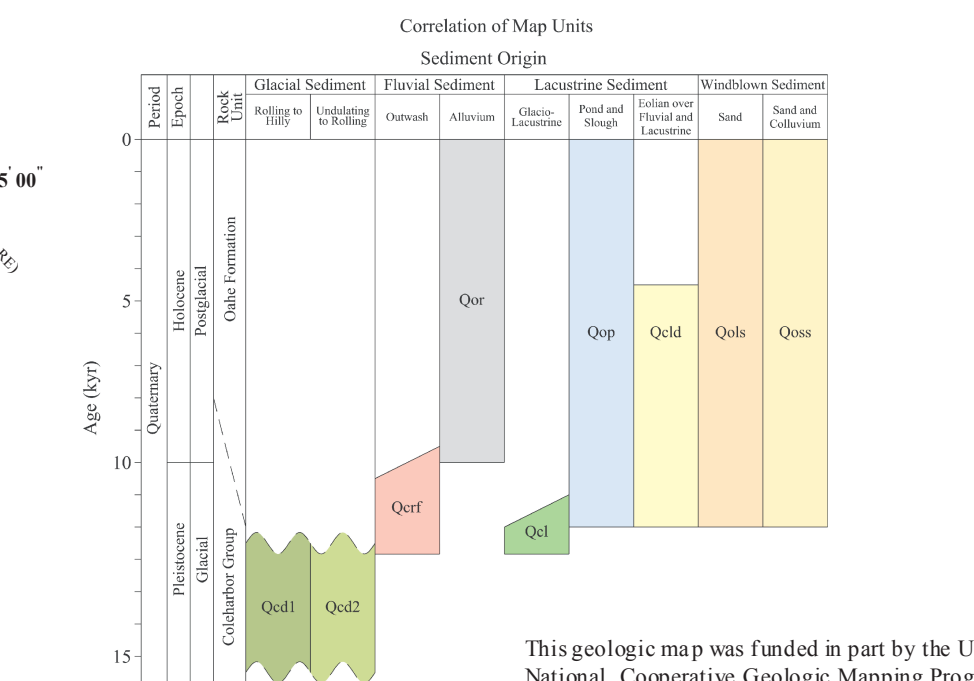 Correlation of Map Units
Sediment Origin
Period
Epoch
Rock
Unit
Glacial Sediment
Fluvial Sediment
Lacustrine Sediment
Windblown Sediment
Rolling to
Hilly
Undulating
to Rolling
Outwash
Alluvium
Glacio-
Lacustrine
Pond and
Slough
Eolian over
Fluvial and
Lacustrine
Sand
Sand and
Colluvium
0
5' 00"
RE)
5
10
15
Age (kyr)
Quaternary
Holocene
Postglacial
Oahe Formation
Pleistocene
Glacial
Coleharbor Group
Qor
Qop
Qcld
Qols
Qoss
Qcrf
Qcl
Qcd1
Qcd2
This geologic map was funded in part by the U
National Cooperative Geologic Mapping Prog